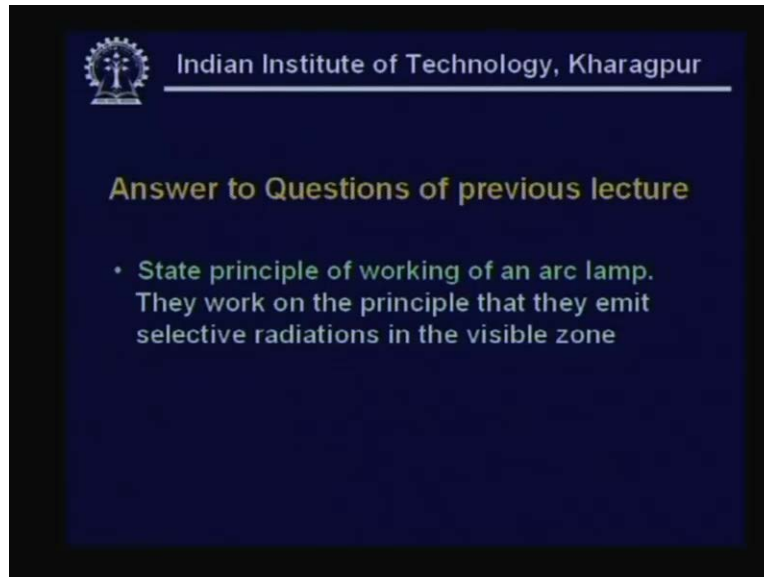 Indian Institute of Technology, Kharagpur
Answer to Questions of previous lecture
• State principle of working of an arc lamp.
They work on the principle that they emit
selective radiations in the visible zone